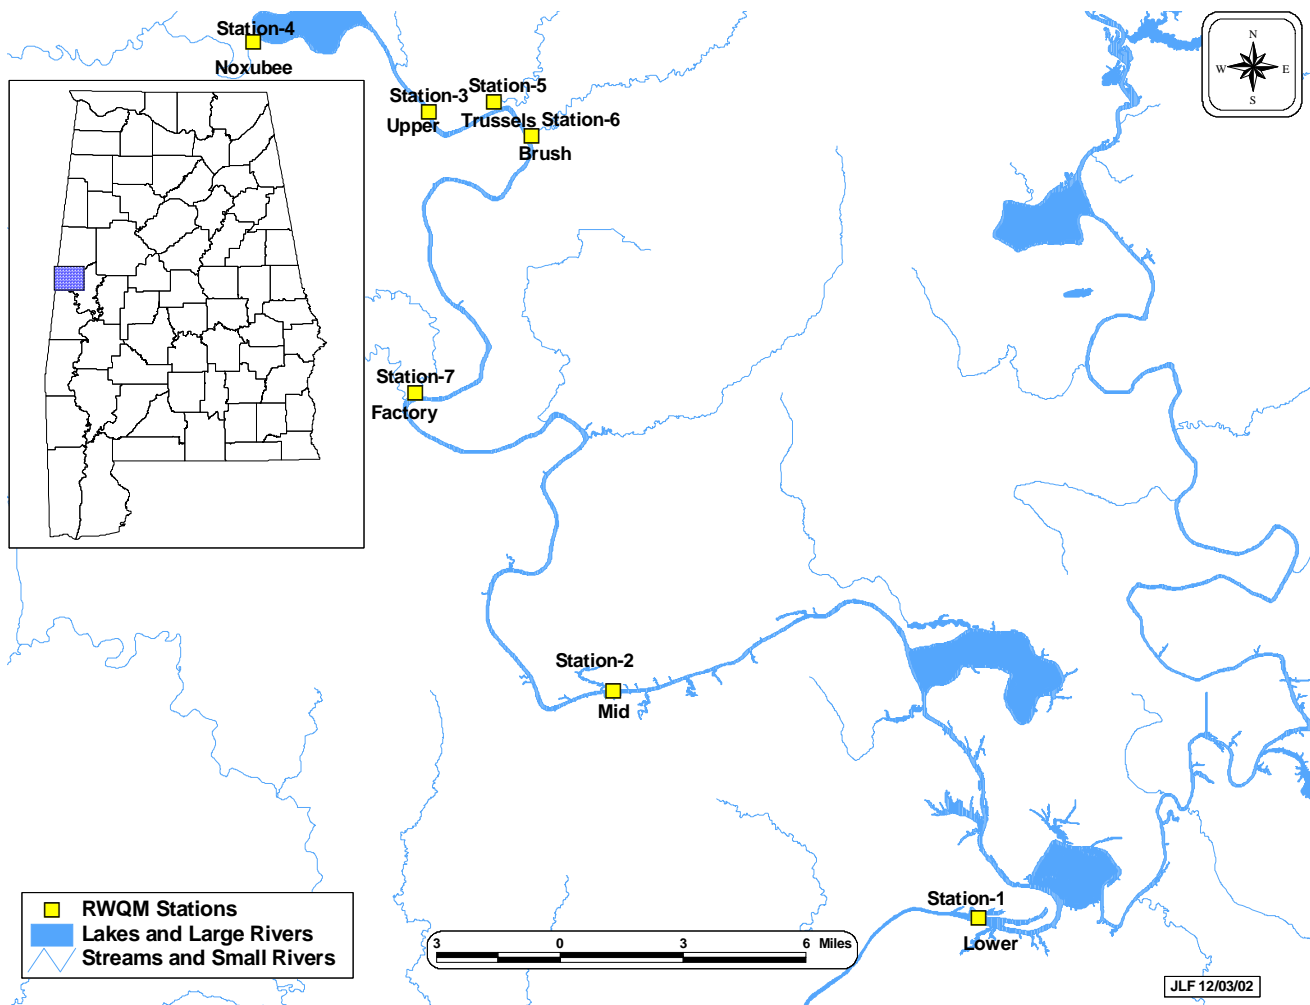 Station-4
Noxubee
N
W E
S
Station-3
Upper
Station-5
Trussels Station-6
Brush
Station-7
Factory
Station-2
Mid
Station-1
Lower
RWQM Stations
Lakes and Large Rivers
Streams and Small Rivers
3 0 3 6 Miles
JLF 12/03/02